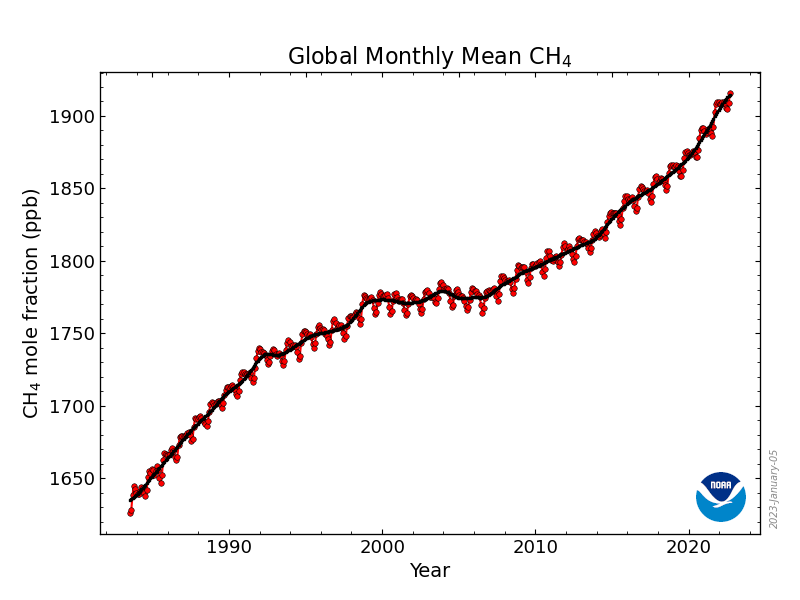 Global Monthly Mean CH₄
CH₄ mole fraction (ppb)
1900
1850
1800
1750
1700
1650
1990
2000
2010
2020
Year
NOAA
2023-January-05